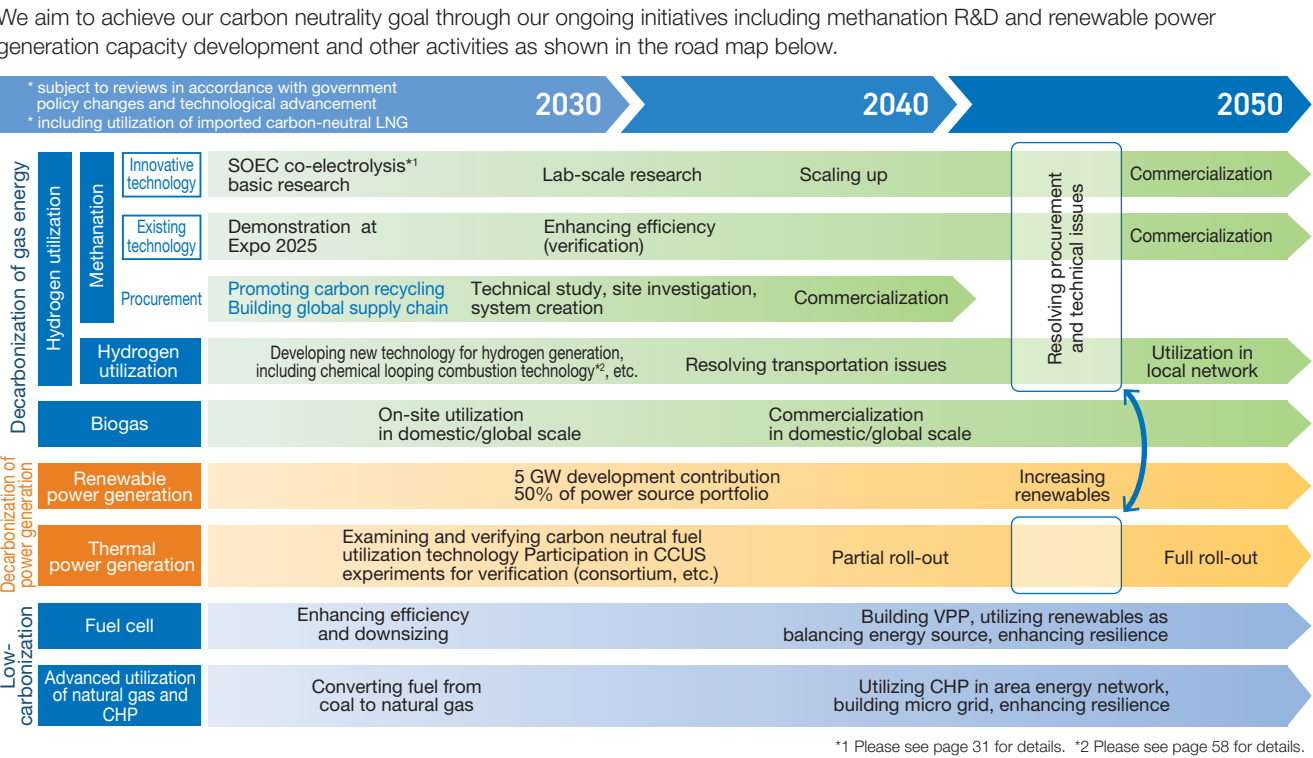 We aim to achieve our carbon neutrality goal through our ongoing initiatives including methanation R&D and renewable power
generation capacity development and other activities as shown in the road map below.
* subject to reviews in accordance with government
policy changes and technological advancement
* including utilization of imported carbon-neutral LNG
2030
2040
2050
Decarbonization of gas energy
Hydrogen utilization
Methanation
Innovative
technology
SOEC co-electrolysis*1
basic research
Lab-scale research
Scaling up
Commercialization
Existing
technology
Demonstration at
Expo 2025
Enhancing efficiency
(verification)
Commercialization
Procurement
Promoting carbon recycling
Building global supply chain
Technical study, site investigation,
system creation
Commercialization
Resolving procurement
and technical issues
Hydrogen
utilization
Developing new technology for hydrogen generation,
including chemical looping combustion technology*2, etc.
Resolving transportation issues
Utilization in
local network
Biogas
On-site utilization
in domestic/global scale
Commercialization
in domestic/global scale
Decarbonization of
power generation
Renewable
power generation
5 GW development contribution
50% of power source portfolio
Increasing
renewables
Thermal
power generation
Examining and verifying carbon neutral fuel
utilization technology Participation in CCUS
experiments for verification (consortium, etc.)
Partial roll-out
Full roll-out
Low-
carbonization
Fuel cell
Enhancing efficiency
and downsizing
Building VPP, utilizing renewables as
balancing energy source, enhancing resilience
Advanced utilization
of natural gas and
CHP
Converting fuel from
coal to natural gas
Utilizing CHP in area energy network,
building micro grid, enhancing resilience
*1 Please see page 31 for details. *2 Please see page 58 for details.